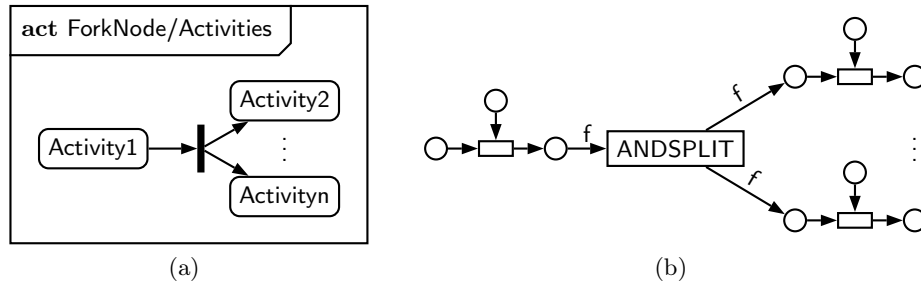 act ForkNode/Activities
Activity1
Activity2
⋮
Activityn
(a)
f
ANDSPLIT
f
f
⋮
(b)